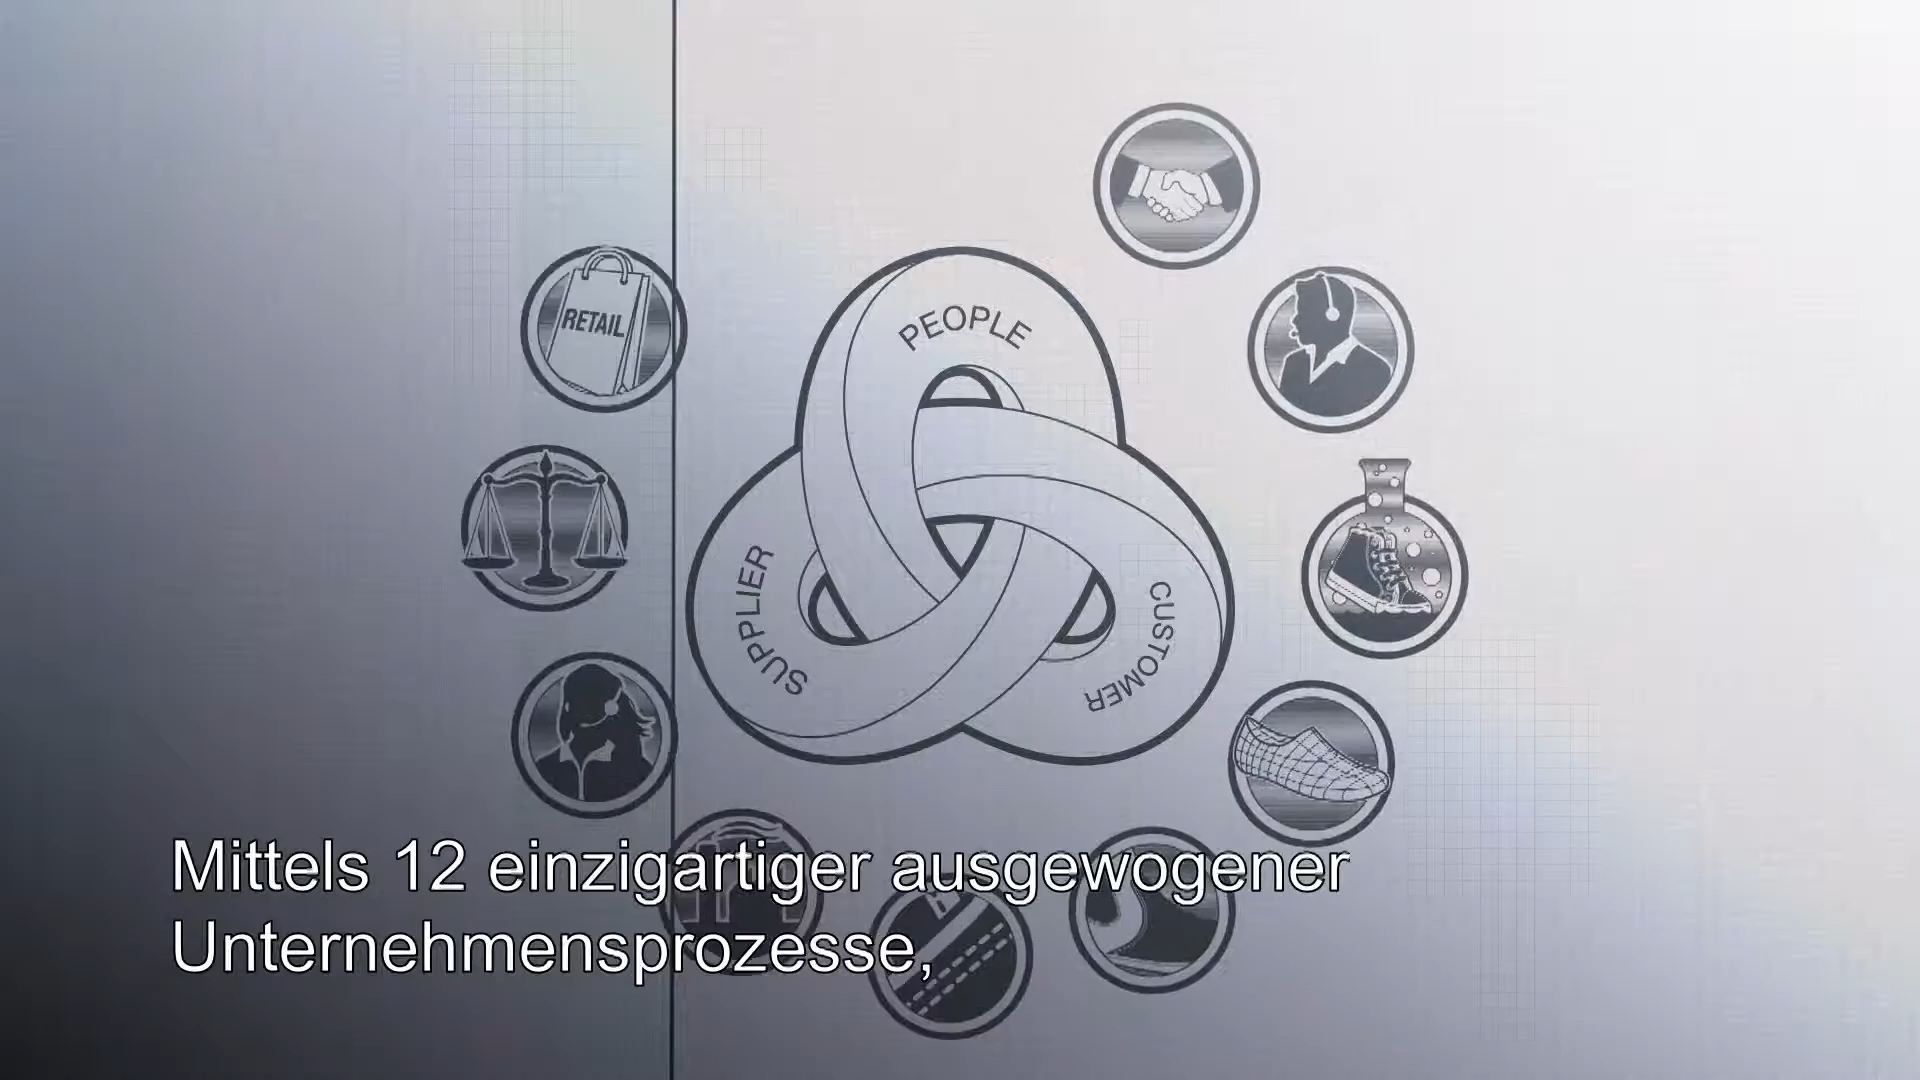 PEOPLE
RETAIL
SUPPLIER
CUSTOMER
Mittels 12 einzigartiger ausgewogener
Unternehmensprozesse,